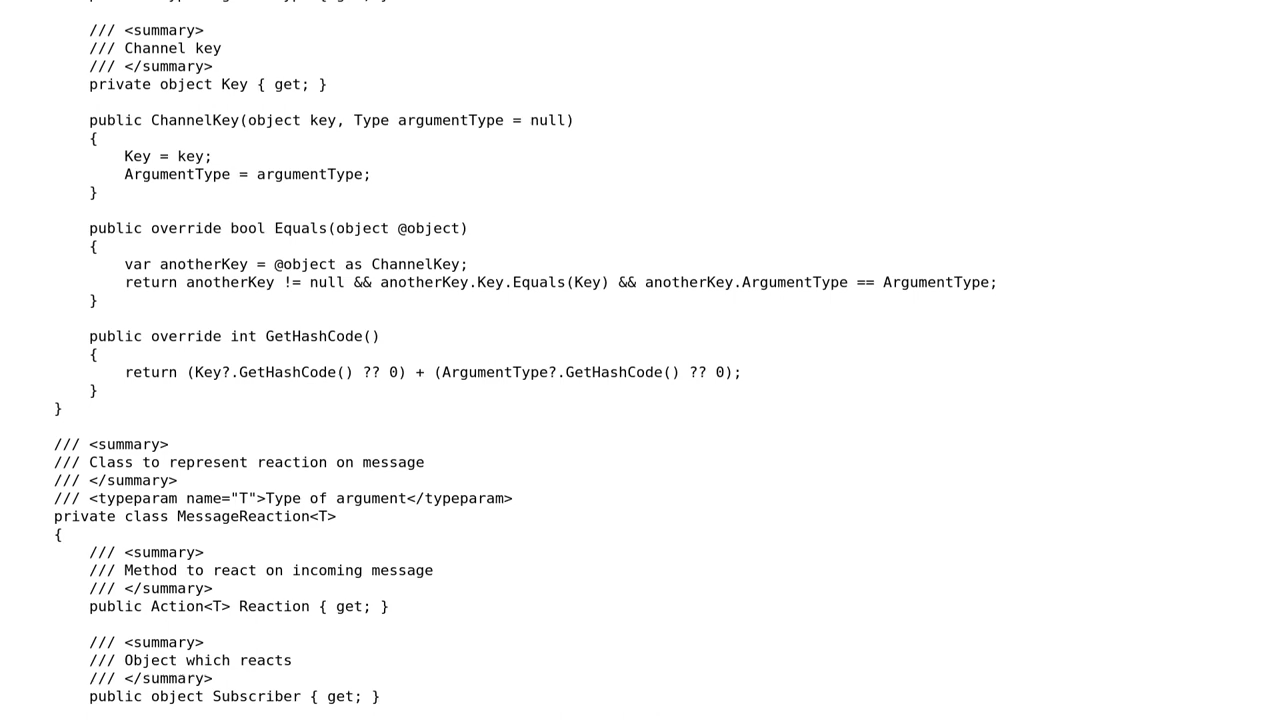 /// <summary>
/// Channel key
/// </summary>
private object Key { get; }
public ChannelKey(object key, Type argumentType = null)
{
Key = key;
ArgumentType = argumentType;
}
public override bool Equals(object @object)
{
var anotherKey = @object as ChannelKey;
return anotherKey != null && anotherKey.Key.Equals(Key) && anotherKey.ArgumentType == ArgumentType;
}
public override int GetHashCode()
{
return (Key?.GetHashCode() ?? 0) + (ArgumentType?.GetHashCode() ?? 0);
}
}
/// <summary>
/// Class to represent reaction on message
/// </summary>
/// <typeparam name="T">Type of argument</typeparam>
private class MessageReaction<T>
{
/// <summary>
/// Method to react on incoming message
/// </summary>
public Action<T> Reaction { get; }
/// <summary>
/// Object which reacts
/// </summary>
public object Subscriber { get; }